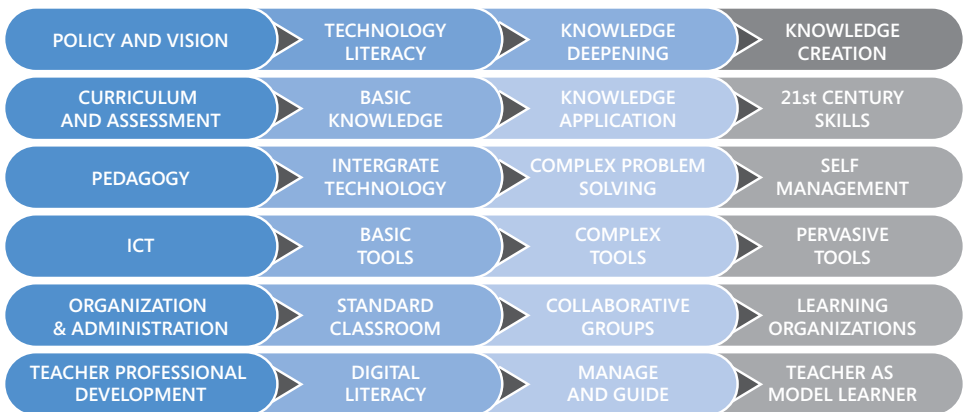 POLICY AND VISION
TECHNOLOGY
LITERACY
KNOWLEDGE
DEEPENING
KNOWLEDGE
CREATION
CURRICULUM
AND ASSESSMENT
BASIC
KNOWLEDGE
KNOWLEDGE
APPLICATION
21st CENTURY
SKILLS
PEDAGOGY
INTERGRATE
TECHNOLOGY
COMPLEX PROBLEM
SOLVING
SELF
MANAGEMENT
ICT
BASIC
TOOLS
COMPLEX
TOOLS
PERVASIVE
TOOLS
ORGANIZATION
& ADMINISTRATION
STANDARD
CLASSROOM
COLLABORATIVE
GROUPS
LEARNING
ORGANIZATIONS
TEACHER PROFESSIONAL
DEVELOPMENT
DIGITAL
LITERACY
MANAGE
AND GUIDE
TEACHER AS
MODEL LEARNER